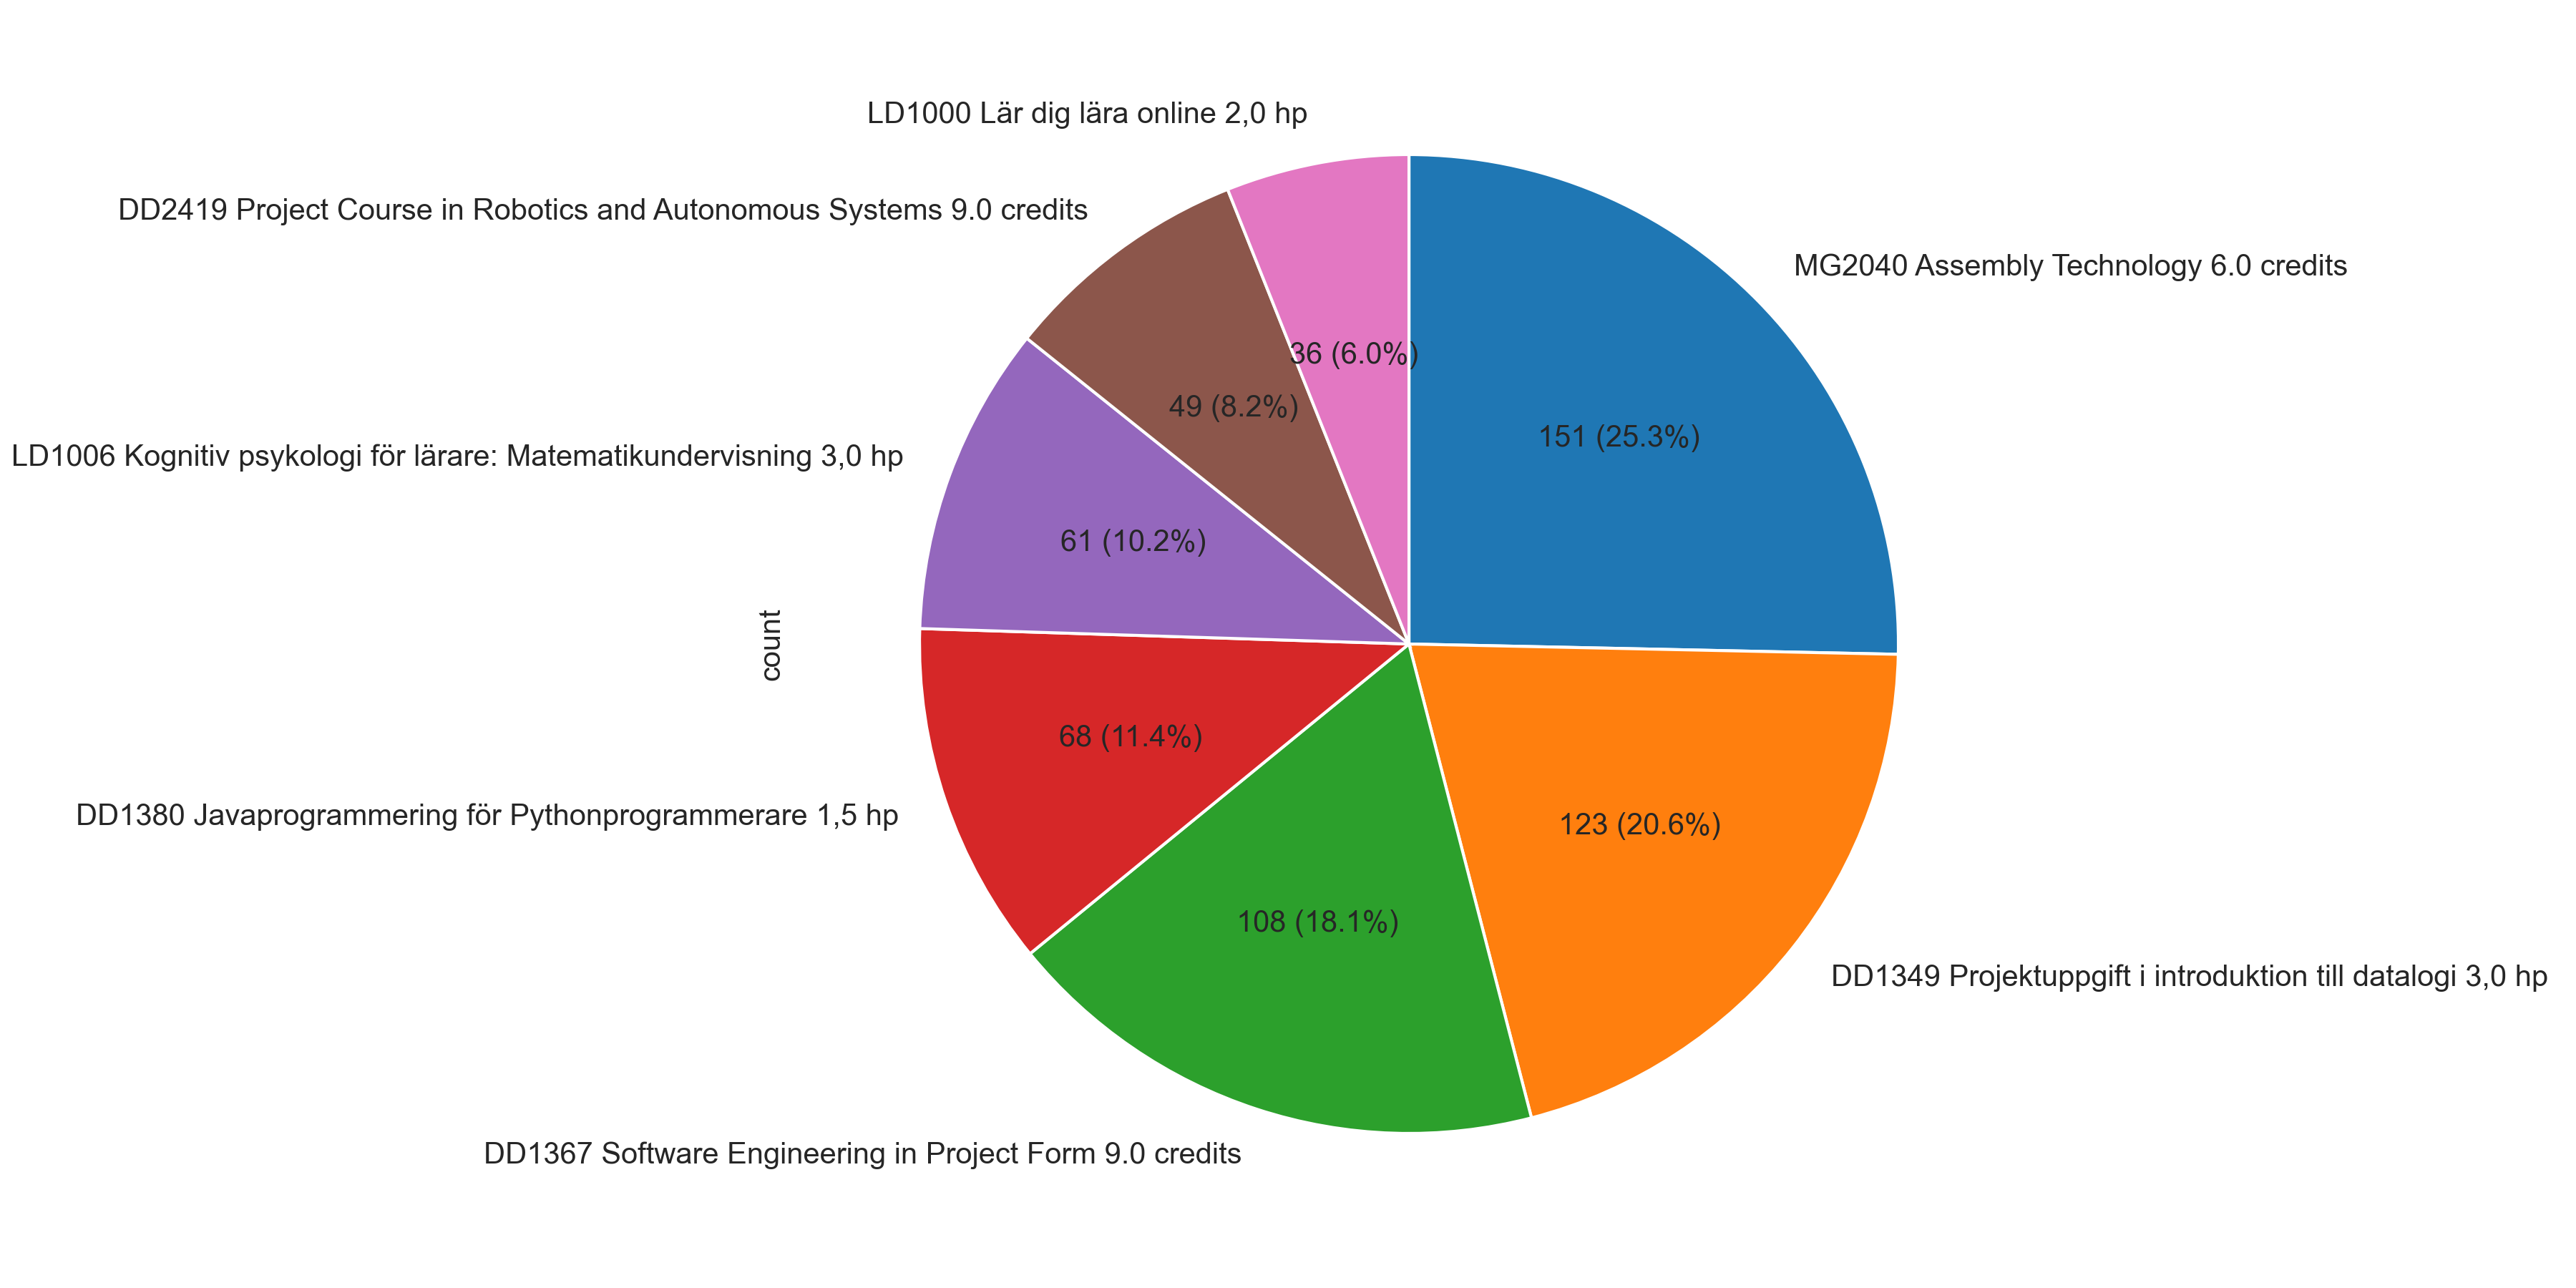 LD1000 Lär dig lära online 2,0 hp
DD2419 Project Course in Robotics and Autonomous Systems 9.0 credits
MG2040 Assembly Technology 6.0 credits
36 (6.0%)
49 (8.2%)
151 (25.3%)
LD1006 Kognitiv psykologi för lärare: Matematikundervisning 3,0 hp
61 (10.2%)
count
68 (11.4%)
DD1380 Javaprogrammering för Pythonprogrammerare 1,5 hp
123 (20.6%)
108 (18.1%)
DD1349 Projektuppgift i introduktion till datalogi 3,0 hp
DD1367 Software Engineering in Project Form 9.0 credits